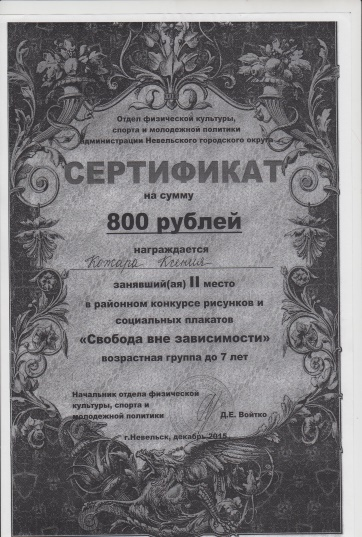 Отдел физической культуры,
спорта и молодежной политики
администрации Невельского городского округа
СЕРТИФИКАТ
на сумму
800 рублей
награждается
Кожара Ксения
занявший(ая) II место
в районном конкурсе рисунков и
социальных плакатов
«Свобода вне зависимости»
возрастная группа до 7 лет
Начальник отдела физической
культуры, спорта и
молодежной политики Д.Е. Войтко
г.Невельск, декабрь 2015